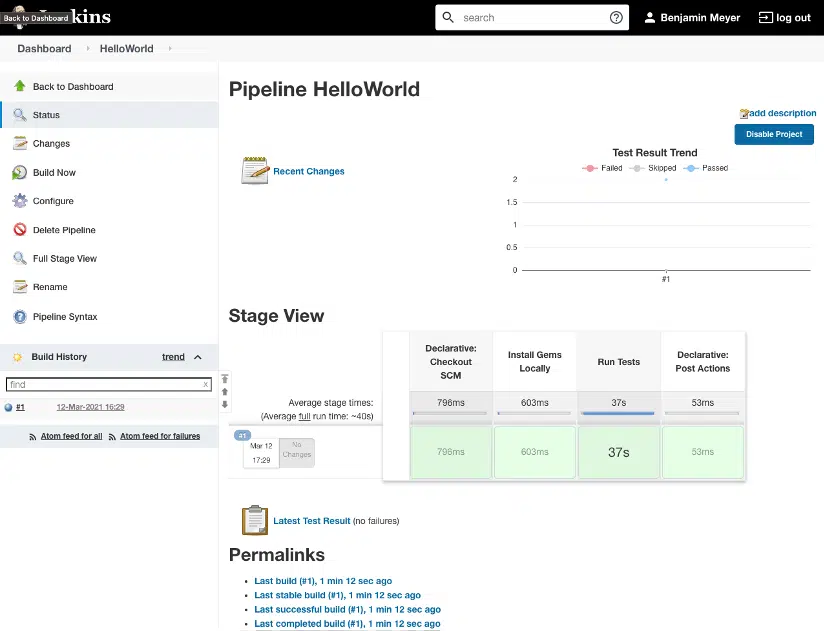 Back to Dashboard
kins
search
Benjamin Meyer
log out
Dashboard
HelloWorld
Back to Dashboard
Status
Changes
Build Now
Configure
Delete Pipeline
Full Stage View
Rename
Pipeline Syntax
Build History
trend
find
x
#1
12-Mar-2021 16:29
Atom feed for all
Atom feed for failures
Pipeline HelloWorld
add description
Disable Project
Recent Changes
Test Result Trend
Failed Skipped Passed
2
1.5
1
0.5
0
#1
Stage View
Declarative:
Checkout
SCM
Install Gems
Locally
Run Tests
Declarative:
Post Actions
Average stage times:
(Average full run time: ~40s)
796ms
603ms
37s
53ms
#1
Mar 12
17:29
No
Changes
796ms
603ms
37s
53ms
Latest Test Result (no failures)
Permalinks
Last build (#1), 1 min 12 sec ago
Last stable build (#1), 1 min 12 sec ago
Last successful build (#1), 1 min 12 sec ago
Last completed build (#1), 1 min 12 sec ago